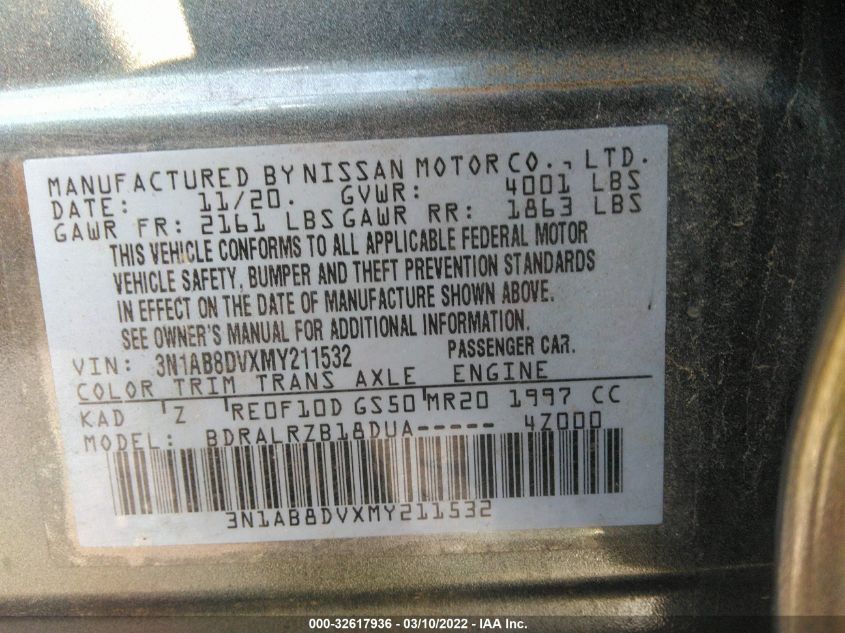 MANUFACTURED BY NISSAN MOTOR CO., LTD.
DATE: 11/20. GVWR: 4001 LBS
GAWR FR: 2161 LBS GAWR RR: 1863 LBS
THIS VEHICLE CONFORMS TO ALL APPLICABLE FEDERAL MOTOR
VEHICLE SAFETY, BUMPER AND THEFT PREVENTION STANDARDS
IN EFFECT ON THE DATE OF MANUFACTURE SHOWN ABOVE.
SEE OWNER'S MANUAL FOR ADDITIONAL INFORMATION.
VIN: 3N1AB8DVXMY211532 PASSENGER CAR.
COLOR TRIM TRANS AXLE ENGINE
KAD Z RE0F10D GS50 MR20 1997 CC
MODEL: BDRALRZB18DUA----- 4Z000
3N1AB8DVXMY211532
000-32617936 - 03/10/2022 - IAA Inc.